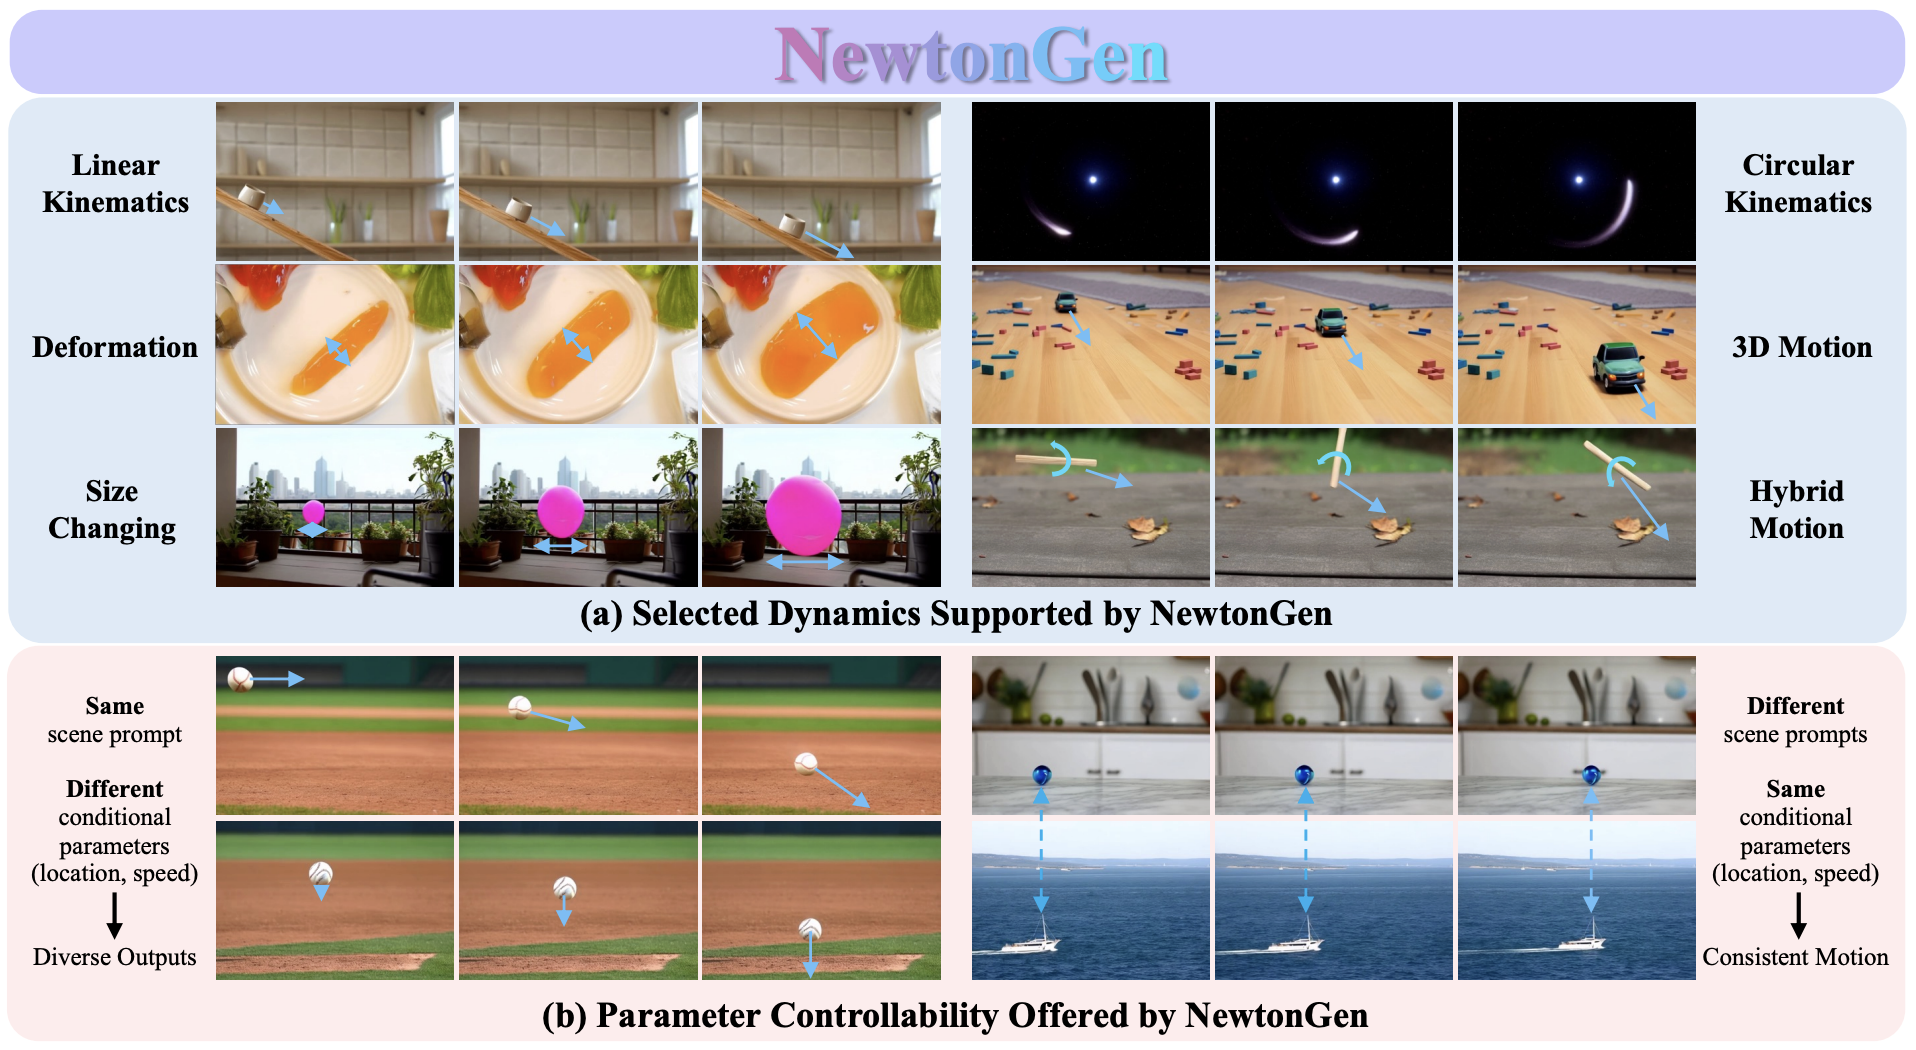 NewtonGen
Linear
Kinematics
Circular
Kinematics
Deformation
3D Motion
Size
Changing
Hybrid
Motion
(a) Selected Dynamics Supported by NewtonGen
Same
scene prompt
Different
conditional
parameters
(location, speed)
Diverse Outputs
Different
scene prompts
Same
conditional
parameters
(location, speed)
Consistent Motion
(b) Parameter Controllability Offered by NewtonGen